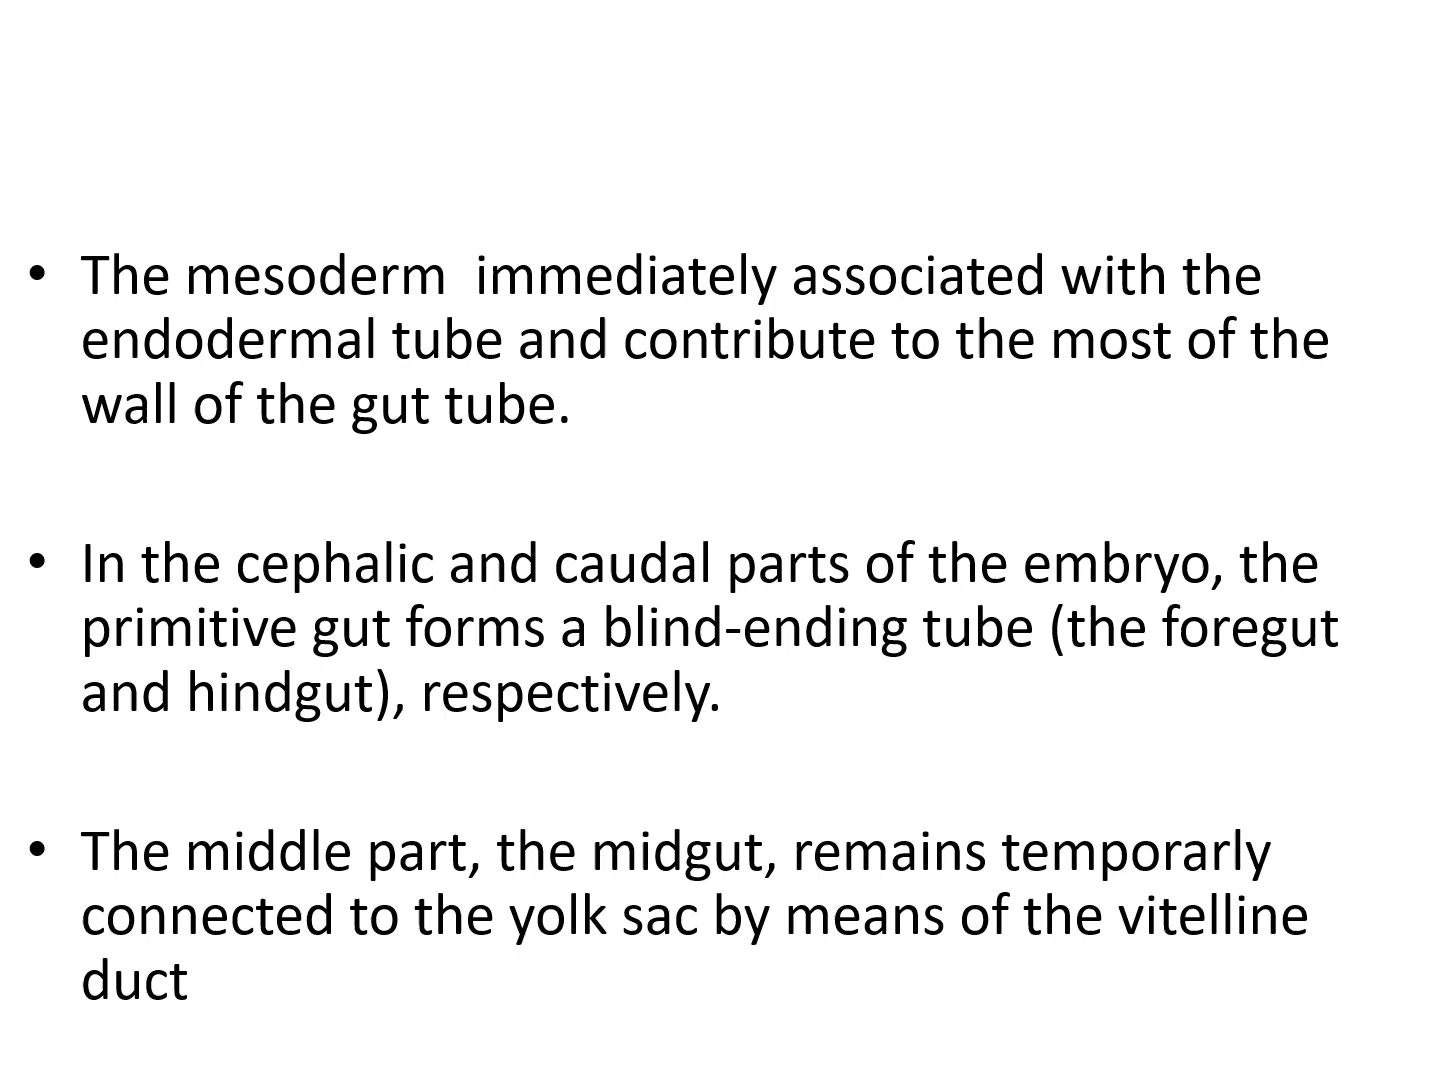 • The mesoderm  immediately associated with the
endodermal tube and contribute to the most of the
wall of the gut tube.
• In the cephalic and caudal parts of the embryo, the
primitive gut forms a blind-ending tube (the foregut
and hindgut), respectively.
• The middle part, the midgut, remains temporarly
connected to the yolk sac by means of the vitelline
duct